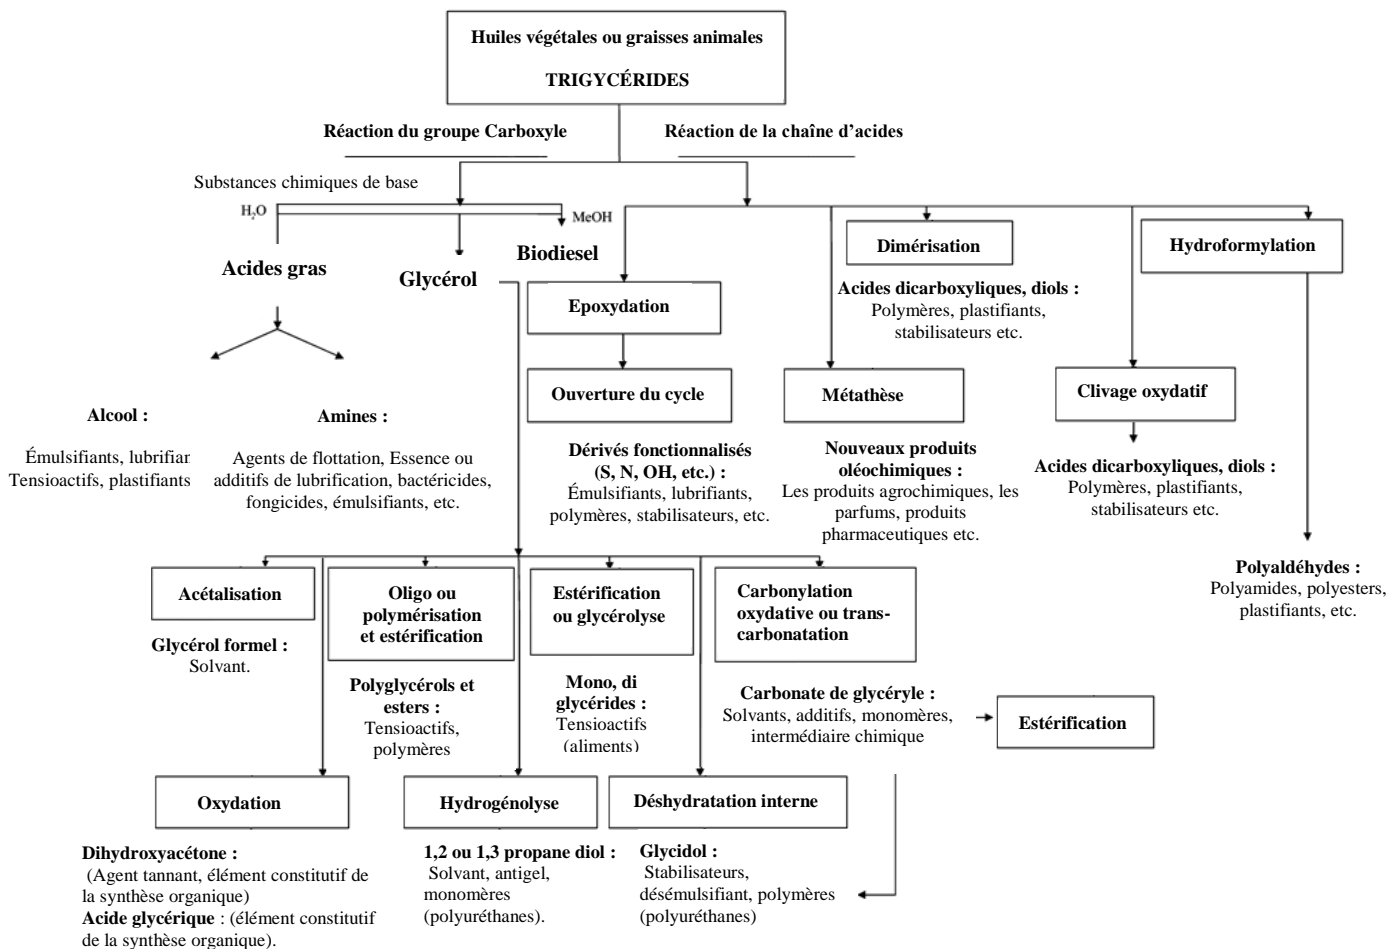 Huiles végétales ou graisses animales
TRIGYCÉRIDES
Réaction du groupe Carboxyle
Réaction de la chaîne d'acides
Substances chimiques de base
H₂O
MeOH
Acides gras
Glycérol
Biodiesel
Dimérisation
Hydroformylation
Acides dicarboxyliques, diols :
Polymères, plastifiants,
stabilisateurs etc.
Epoxydation
Ouverture du cycle
Métathèse
Clivage oxydatif
Alcool :
Émulsifiants, lubrifiar
Tensioactifs, plastifiants
Amines :
Agents de flottation, Essence ou
additifs de lubrification, bactéricides,
fongicides, émulsifiants, etc.
Dérivés fonctionnalisés
(S, N, OH, etc.) :
Émulsifiants, lubrifiants,
polymères, stabilisateurs, etc.
Nouveaux produits
oléochimiques :
Les produits agrochimiques, les
parfums, produits
pharmaceutiques etc.
Acides dicarboxyliques, diols :
Polymères, plastifiants,
stabilisateurs etc.
Polyaldéhydes :
Polyamides, polyesters,
plastifiants, etc.
Acétalisation
Oligo ou
polymérisation
et estérification
Estérification
ou glycérolyse
Carbonylation
oxydative ou trans-
carbonatation
Glycérol formel :
Solvant.
Polyglycérols et
esters :
Tensioactifs,
polymères
Mono, di
glycérides :
Tensioactifs
(aliments)
Carbonate de glycéryle :
Solvants, additifs, monomères,
intermédiaire chimique
Estérification
Oxydation
Hydrogénolyse
Déshydratation interne
Dihydroxyacétone :
(Agent tannant, élément constitutif de
la synthèse organique)
Acide glycérique : (élément constitutif
de la synthèse organique).
1,2 ou 1,3 propane diol :
Solvant, antigel,
monomères
(polyuréthanes).
Glycidol :
Stabilisateurs,
désémulsifiant, polymères
(polyuréthanes)